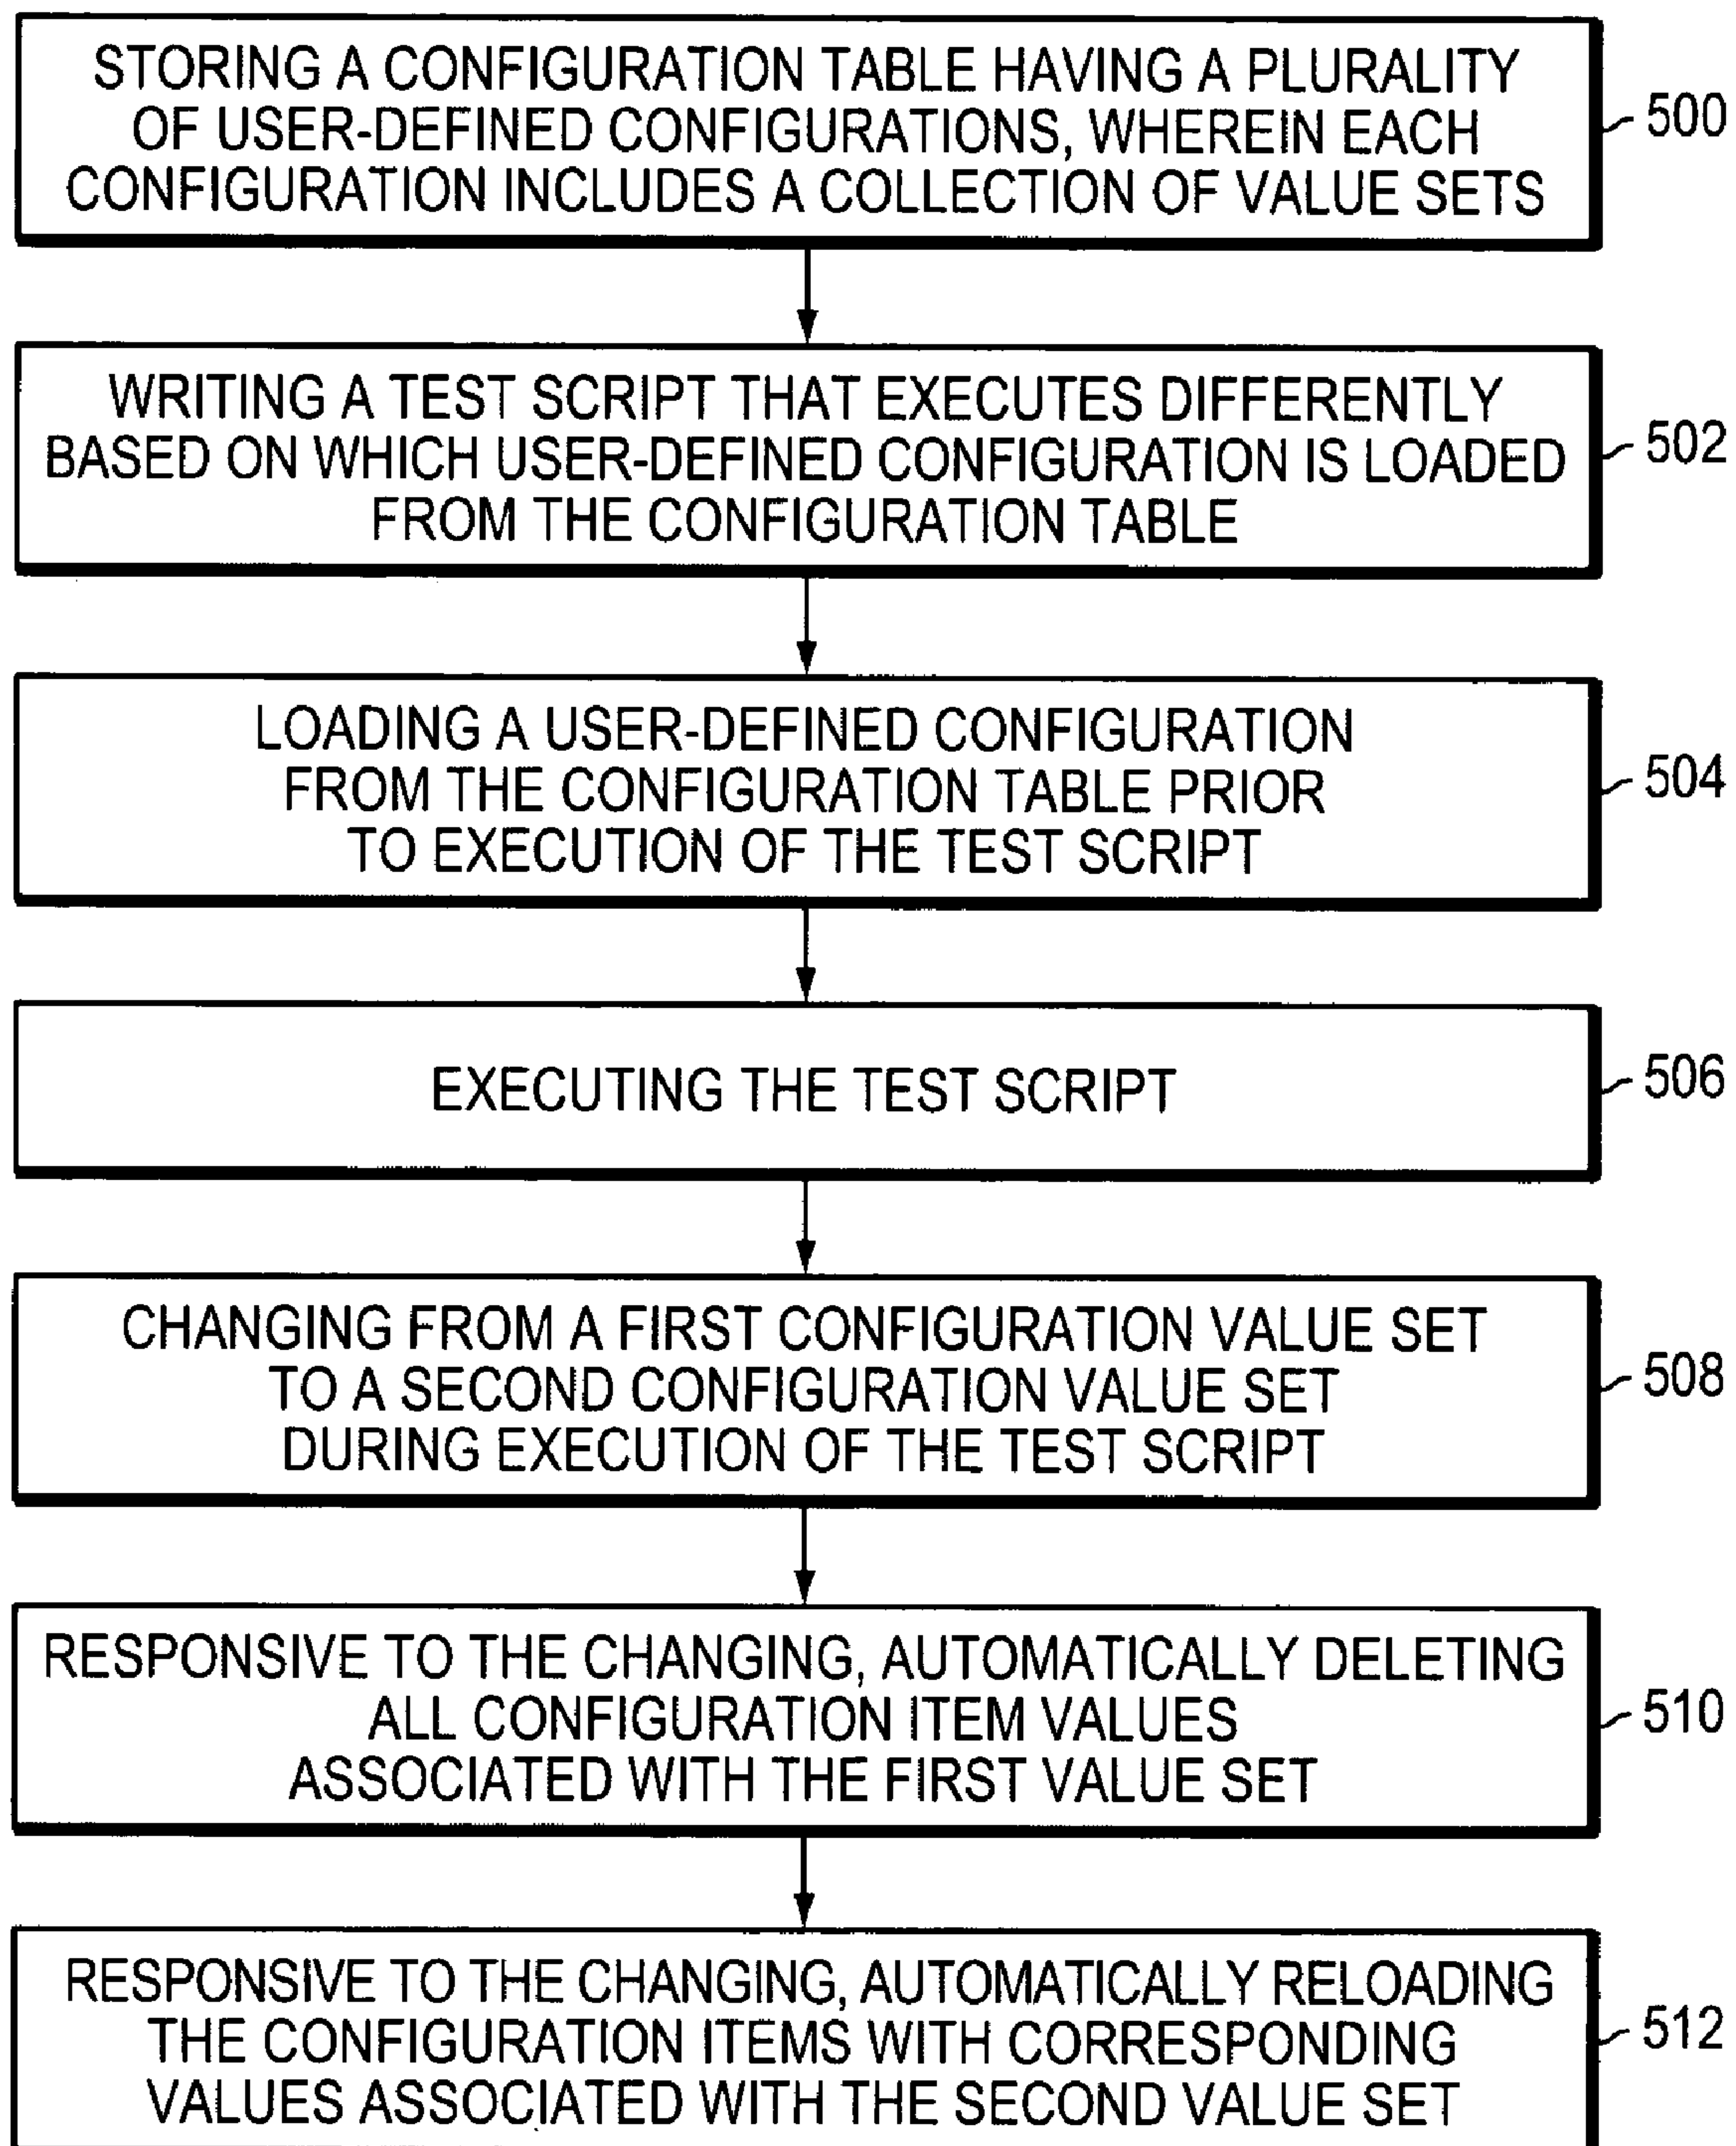 STORING A CONFIGURATION TABLE HAVING A PLURALITY
OF USER-DEFINED CONFIGURATIONS, WHEREIN EACH
CONFIGURATION INCLUDES A COLLECTION OF VALUE SETS
500
WRITING A TEST SCRIPT THAT EXECUTES DIFFERENTLY
BASED ON WHICH USER-DEFINED CONFIGURATION IS LOADED
FROM THE CONFIGURATION TABLE
502
LOADING A USER-DEFINED CONFIGURATION
FROM THE CONFIGURATION TABLE PRIOR
TO EXECUTION OF THE TEST SCRIPT
504
EXECUTING THE TEST SCRIPT
506
CHANGING FROM A FIRST CONFIGURATION VALUE SET
TO A SECOND CONFIGURATION VALUE SET
DURING EXECUTION OF THE TEST SCRIPT
508
RESPONSIVE TO THE CHANGING, AUTOMATICALLY DELETING
ALL CONFIGURATION ITEM VALUES
ASSOCIATED WITH THE FIRST VALUE SET
510
RESPONSIVE TO THE CHANGING, AUTOMATICALLY RELOADING
THE CONFIGURATION ITEMS WITH CORRESPONDING
VALUES ASSOCIATED WITH THE SECOND VALUE SET
512